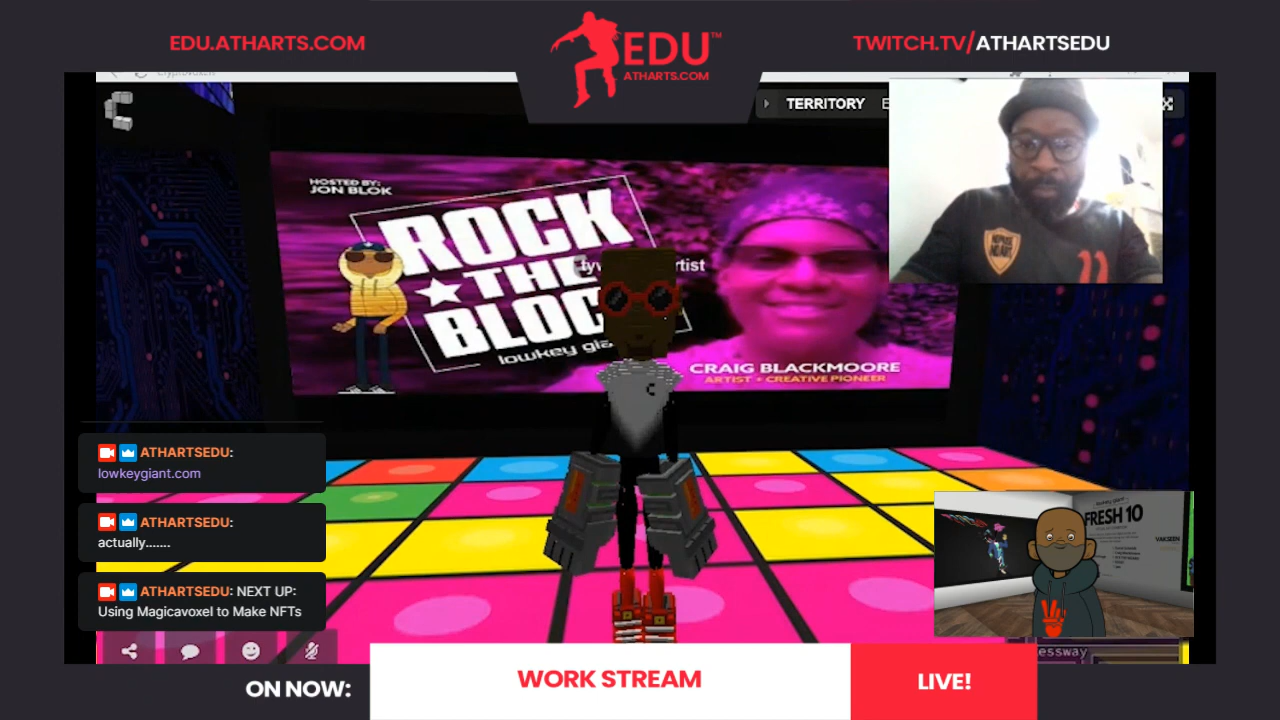 EDU.ATHARTS.COM
EDU™
ATHARTS.COM
TWITCH.TV/ATHARTSEDU
TERRITORY
HOSTED BY:
JON BLOK
ROCK
THE
BLOC
lowkey
CRAIG BLACKMOORE
ARTIST + CREATIVE PIONEER
ATHARTSEDU:
lowkeygiant.com
ATHARTSEDU:
actually.......
ATHARTSEDU: NEXT UP:
Using Magicavoxel to Make NFTs
FRESH 10
ON NOW:
WORK STREAM
LIVE!